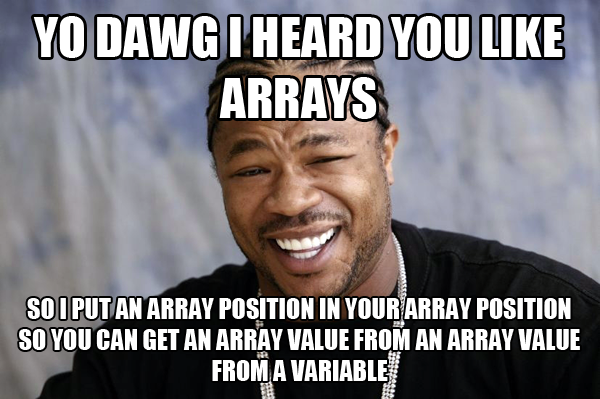 YO DAWG I HEARD YOU LIKE
ARRAYS
SO I PUT AN ARRAY POSITION IN YOUR ARRAY POSITION
SO YOU CAN GET AN ARRAY VALUE FROM AN ARRAY VALUE
FROM A VARIABLE